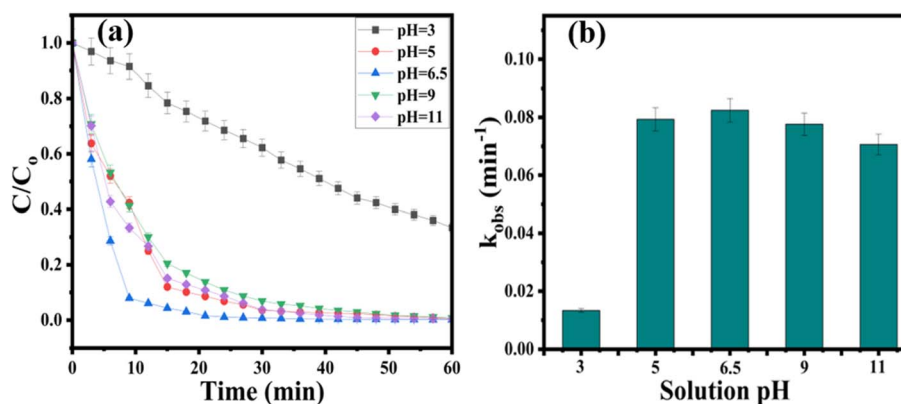 (a)
pH=3
pH=5
pH=6.5
pH=9
pH=11
C/Co
1.0
0.8
0.6
0.4
0.2
0.0
0 10 20 30 40 50 60
Time (min)
(b)
kobs (min-1)
0.10
0.08
0.06
0.04
0.02
0.00
3 5 6.5 9 11
Solution pH